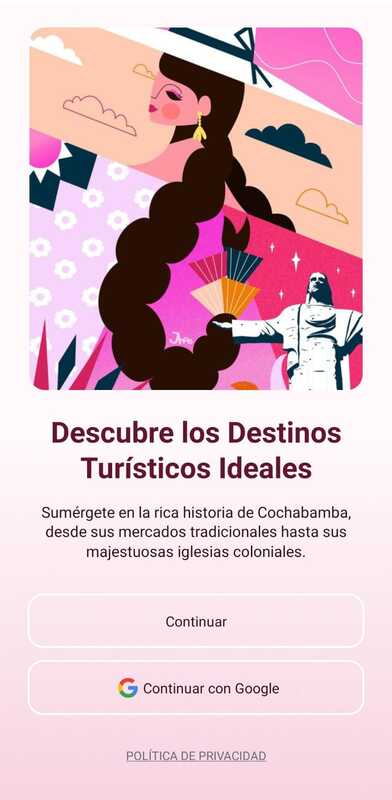 Descubre los Destinos
Turísticos Ideales
Sumérgete en la rica historia de Cochabamba,
desde sus mercados tradicionales hasta sus
majestuosas iglesias coloniales.
Continuar
Continuar con Google
POLÍTICA DE PRIVACIDAD